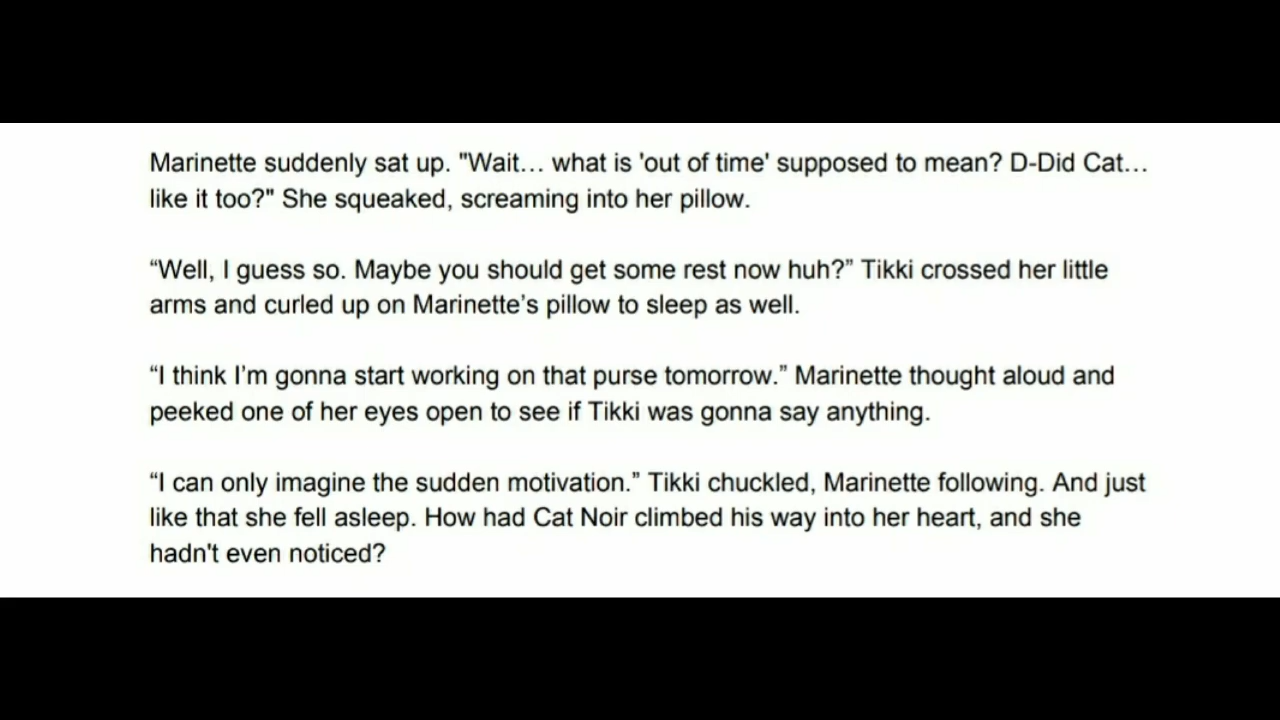 Marinette suddenly sat up. "Wait… what is 'out of time' supposed to mean? D-Did Cat…
like it too?" She squeaked, screaming into her pillow.
“Well, I guess so. Maybe you should get some rest now huh?” Tikki crossed her little
arms and curled up on Marinette’s pillow to sleep as well.
“I think I’m gonna start working on that purse tomorrow.” Marinette thought aloud and
peeked one of her eyes open to see if Tikki was gonna say anything.
“I can only imagine the sudden motivation.” Tikki chuckled, Marinette following. And just
like that she fell asleep. How had Cat Noir climbed his way into her heart, and she
hadn't even noticed?